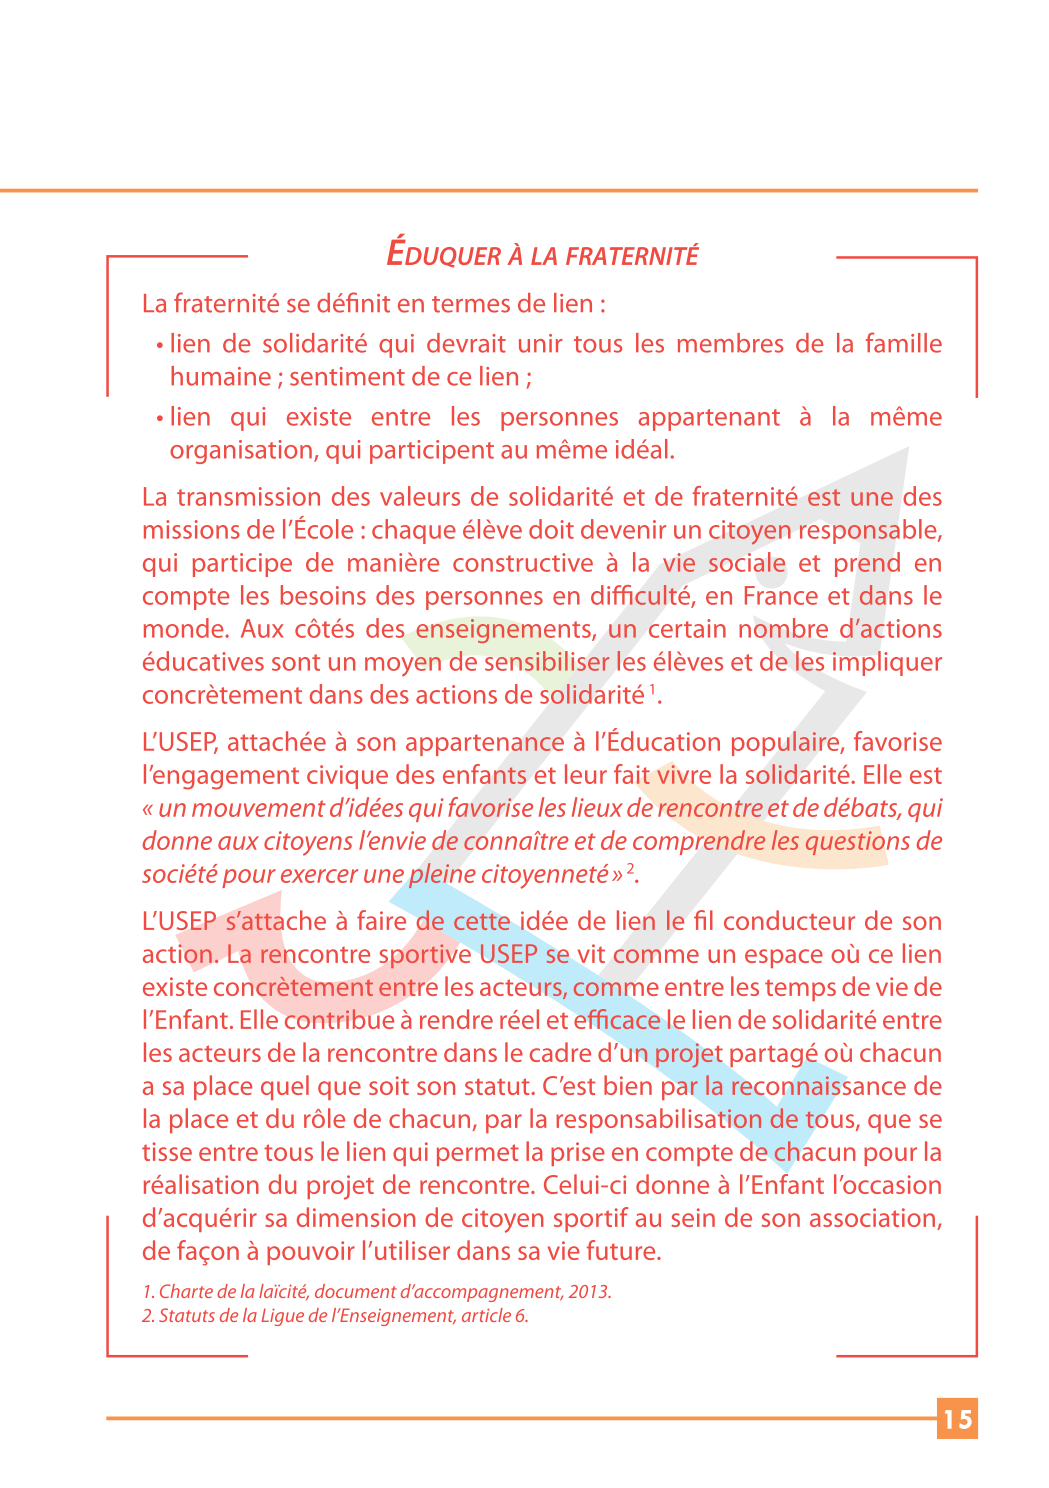 ÉDUQUER À LA FRATERNITÉ
La fraternité se définit en termes de lien :
• lien de solidarité qui devrait unir tous les membres de la famille
humaine ; sentiment de ce lien ;
• lien qui existe entre les personnes appartenant à la même
organisation, qui participent au même idéal.
La transmission des valeurs de solidarité et de fraternité est une des
missions de l’École : chaque élève doit devenir un citoyen responsable,
qui participe de manière constructive à la vie sociale et prend en
compte les besoins des personnes en difficulté, en France et dans le
monde. Aux côtés des enseignements, un certain nombre d’actions
éducatives sont un moyen de sensibiliser les élèves et de les impliquer
concrètement dans des actions de solidarité ¹.
L’USEP, attachée à son appartenance à l’Éducation populaire, favorise
l’engagement civique des enfants et leur fait vivre la solidarité. Elle est
« un mouvement d’idées qui favorise les lieux de rencontre et de débats, qui
donne aux citoyens l’envie de connaître et de comprendre les questions de
société pour exercer une pleine citoyenneté » ².
L’USEP s’attache à faire de cette idée de lien le fil conducteur de son
action. La rencontre sportive USEP se vit comme un espace où ce lien
existe concrètement entre les acteurs, comme entre les temps de vie de
l’Enfant. Elle contribue à rendre réel et efficace le lien de solidarité entre
les acteurs de la rencontre dans le cadre d’un projet partagé où chacun
a sa place quel que soit son statut. C’est bien par la reconnaissance de
la place et du rôle de chacun, par la responsabilisation de tous, que se
tisse entre tous le lien qui permet la prise en compte de chacun pour la
réalisation du projet de rencontre. Celui-ci donne à l’Enfant l’occasion
d’acquérir sa dimension de citoyen sportif au sein de son association,
de façon à pouvoir l’utiliser dans sa vie future.
1. Charte de la laïcité, document d’accompagnement, 2013.
2. Statuts de la Ligue de l’Enseignement, article 6.
15